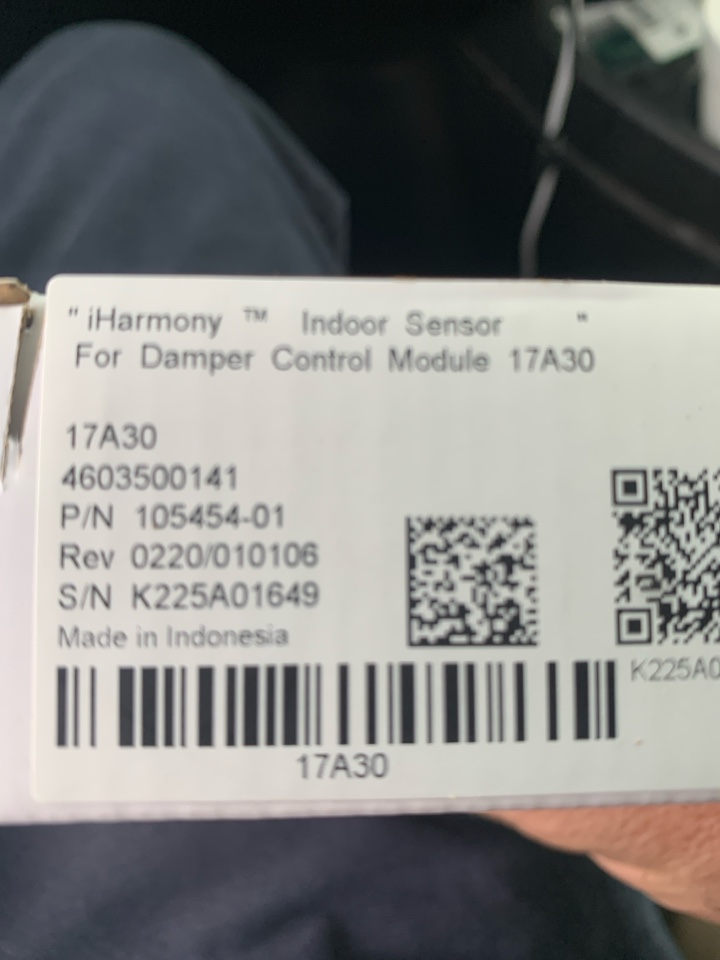 " iHarmony ™ Indoor Sensor "
For Damper Control Module 17A30
17A30
4603500141
P/N 105454-01
Rev 0220/010106
S/N K225A01649
Made in Indonesia
K225A0
17A30